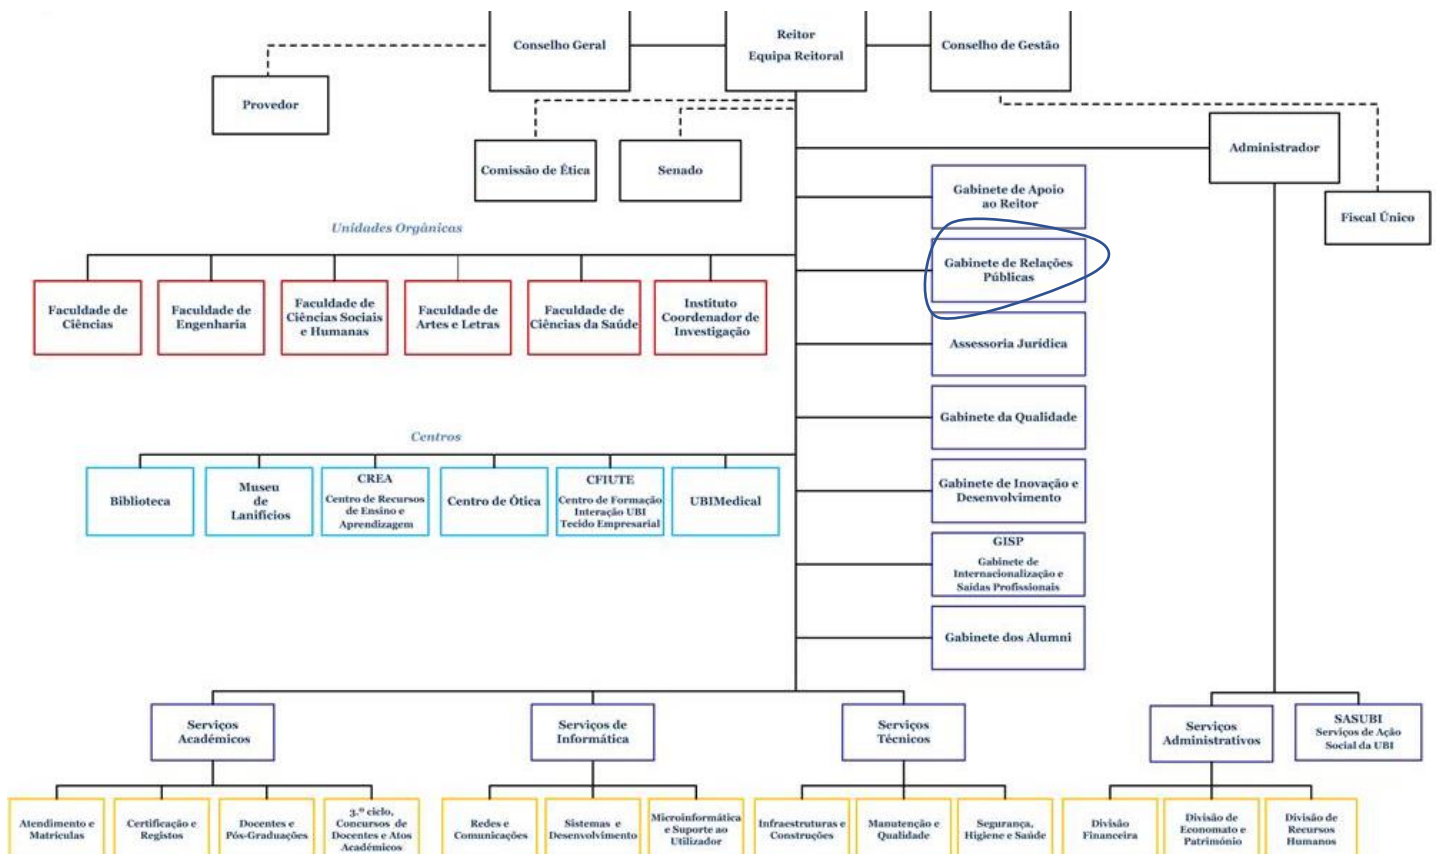 Conselho Geral
Reitor
Equipa Reitoral
Conselho de Gestão
Provedor
Comissão de Ética
Senado
Administrador
Fiscal Único
Gabinete de Apoio
ao Reitor
Gabinete de Relações
Públicas
Assessoria Jurídica
Gabinete da Qualidade
Gabinete de Inovação e
Desenvolvimento
GISP
Gabinete de
Internacionalização e
Saídas Profissionais
Gabinete dos Alumni
Unidades Orgânicas
Faculdade de
Ciências
Faculdade de
Engenharia
Faculdade de
Ciências Sociais
e Humanas
Faculdade de
Artes e Letras
Faculdade de
Ciências da Saúde
Instituto
Coordenador de
Investigação
Centros
Biblioteca
Museu
de
Lanifícios
CREA
Centro de Recursos
de Ensino e
Aprendizagem
Centro de Ótica
CFIUTE
Centro de Formação
Interação UBI
Tecido Empresarial
UBIMedical
Serviços
Académicos
Serviços de
Informática
Serviços
Técnicos
Serviços
Administrativos
SASUBI
Serviços de Ação
Social da UBI
Atendimento e
Matrículas
Certificação e
Registos
Docentes e
Pós-Graduações
3.º ciclo,
Concursos de
Docentes e Atos
Académicos
Redes e
Comunicações
Sistemas e
Desenvolvimento
Microinformática
e Suporte ao
Utilizador
Infraestruturas e
Construções
Manutenção e
Qualidade
Segurança,
Higiene e Saúde
Divisão
Financeira
Divisão de
Economato e
Património
Divisão de
Recursos
Humanos